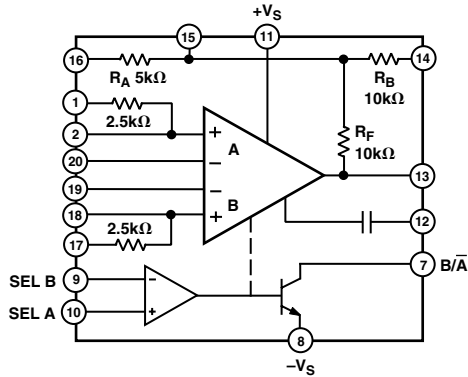 +VS
15
11
16
RA 5kΩ
RB
10kΩ
14
1
2.5kΩ
2
+
A
RF
10kΩ
20
–
13
19
–
18
+
B
12
2.5kΩ
17
7
B/A̅
SEL B
9
–
SEL A
10
+
8
–VS